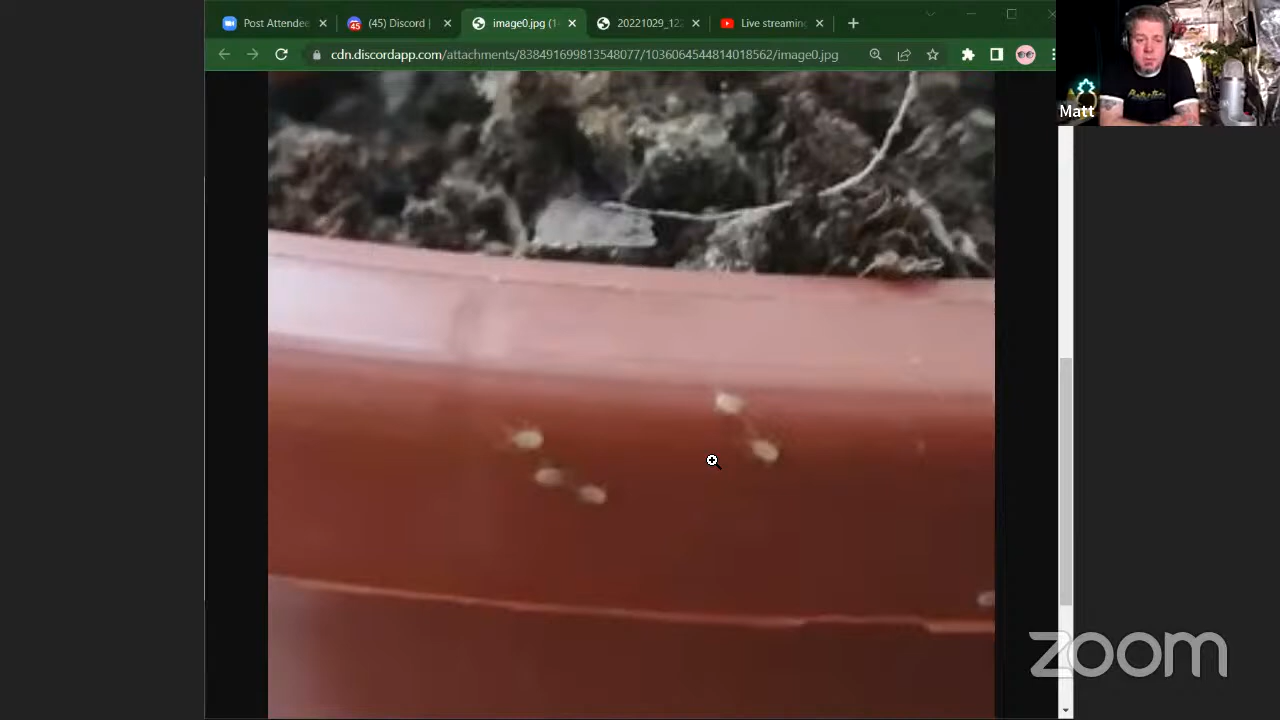 Post Attendee
(45) Discord |
image0.jpg (1
20221029_12
Live streaming
cdn.discordapp.com/attachments/838491699813548077/1036064544814018562/image0.jpg
Matt
zoom